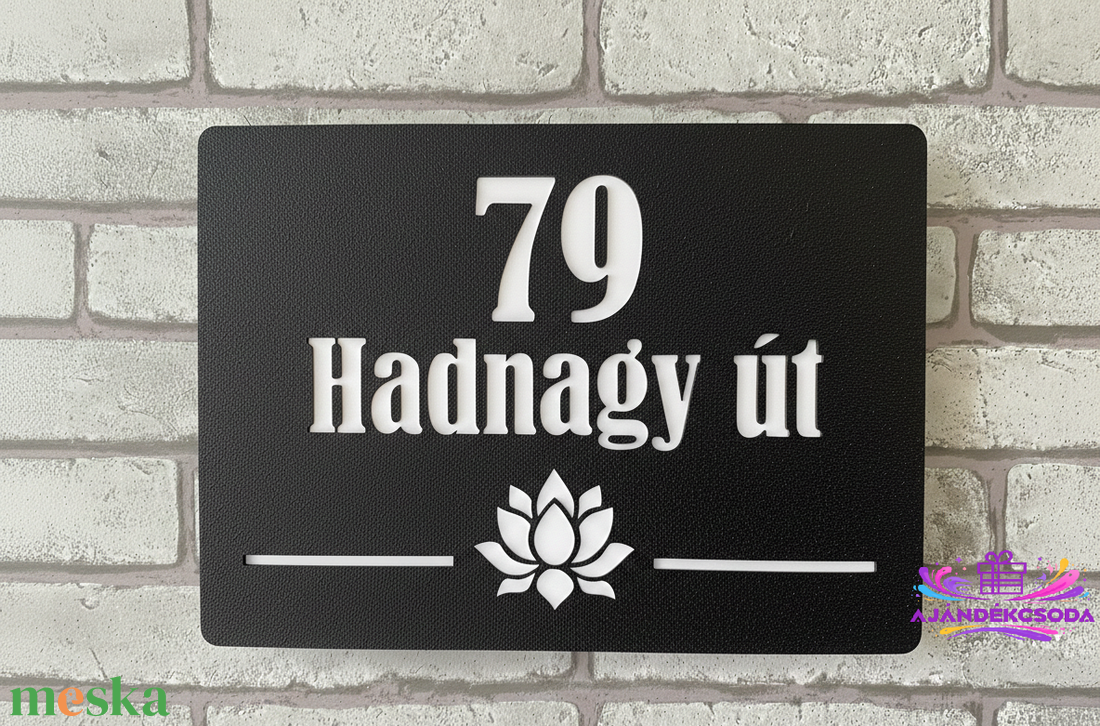 79
Hadnagy út
AJÁNDÉKCSODA
meska